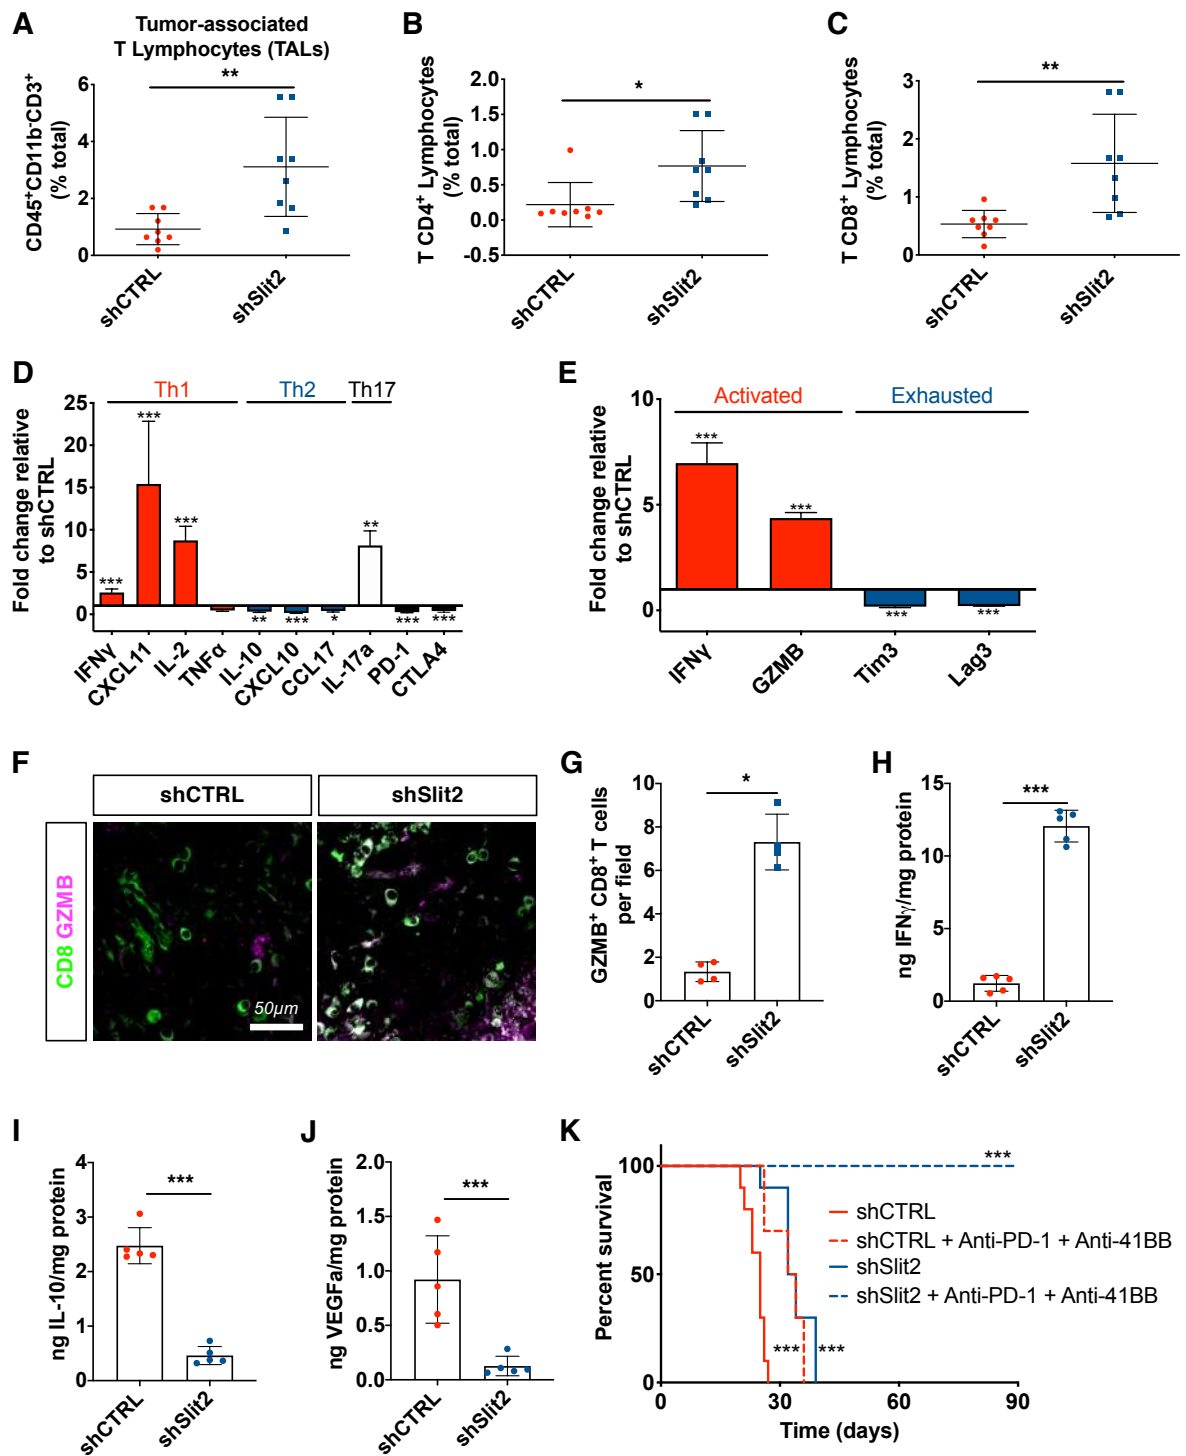 A
Tumor-associated
T Lymphocytes (TALs)
CD45⁺CD11b⁻CD3⁺
(% total)
6
4
2
0
**
shCTRL
shSlit2
B
T CD4⁺ Lymphocytes
(% total)
2.0
1.5
1.0
0.5
0.0
-0.5
*
shCTRL
shSlit2
C
T CD8⁺ Lymphocytes
(% total)
3
2
1
0
**
shCTRL
shSlit2
D
Th1
Th2
Th17
Fold change relative
to shCTRL
25
20
15
10
5
0
***
***
***
**
***
*
**
***
***
IFNγ
CXCL11
IL-2
TNFα
IL-10
CXCL10
CCL17
IL-17a
PD-1
CTLA4
E
Activated
Exhausted
Fold change relative
to shCTRL
10
5
0
***
***
***
***
IFNγ
GZMB
Tim3
Lag3
F
shCTRL
shSlit2
CD8 GZMB
50µm
G
GZMB⁺ CD8⁺ T cells
per field
10
8
6
4
2
0
*
shCTRL
shSlit2
H
ng IFNγ/mg protein
15
10
5
0
***
shCTRL
shSlit2
I
ng IL-10/mg protein
4
3
2
1
0
***
shCTRL
shSlit2
J
ng VEGFa/mg protein
2.0
1.5
1.0
0.5
0.0
***
shCTRL
shSlit2
K
Percent survival
100
50
0
***
shCTRL
shCTRL + Anti-PD-1 + Anti-41BB
shSlit2
shSlit2 + Anti-PD-1 + Anti-41BB
*** ***
0
30
60
90
Time (days)